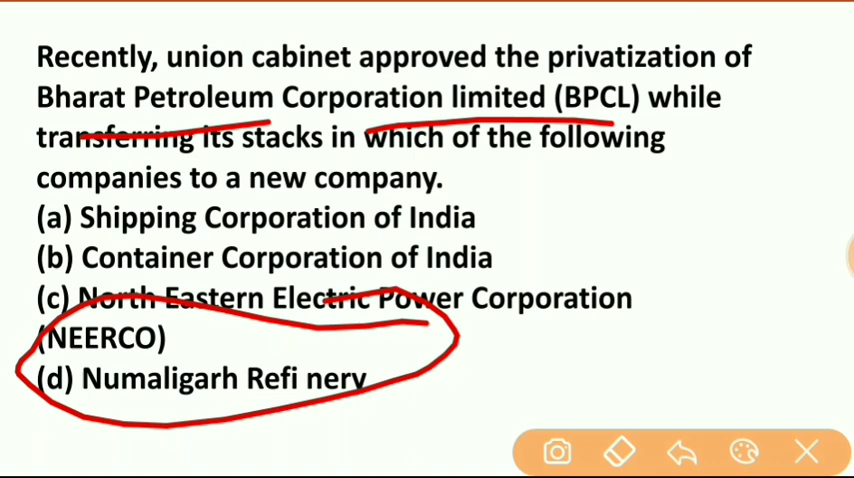 Recently, union cabinet approved the privatization of
Bharat Petroleum Corporation limited (BPCL) while
transferring its stacks in which of the following
companies to a new company.
(a) Shipping Corporation of India
(b) Container Corporation of India
(c) North Eastern Electric Power Corporation
(NEERCO)
(d) Numaligarh Refi nery